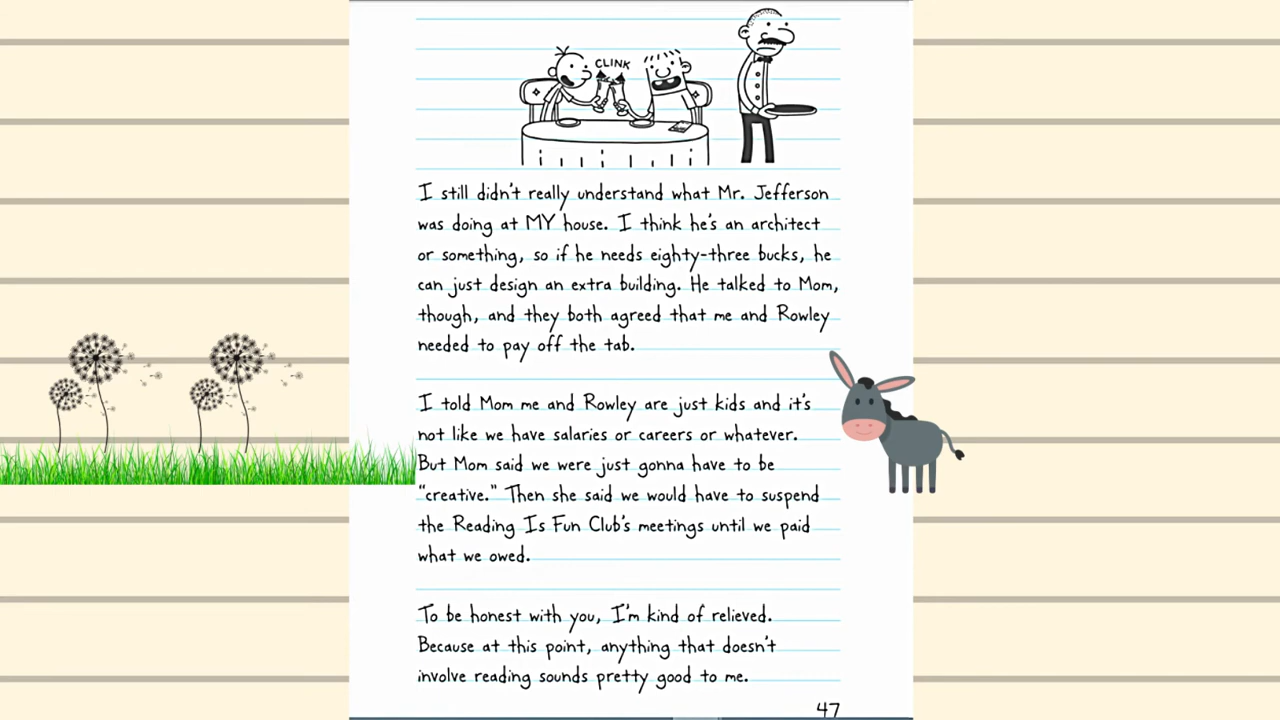 CLINK
I still didn't really understand what Mr. Jefferson
was doing at MY house. I think he's an architect
or something, so if he needs eighty-three bucks, he
can just design an extra building. He talked to Mom,
though, and they both agreed that me and Rowley
needed to pay off the tab.
I told Mom me and Rowley are just kids and it's
not like we have salaries or careers or whatever.
But Mom said we were just gonna have to be
"creative." Then she said we would have to suspend
the Reading Is Fun Club's meetings until we paid
what we owed.
To be honest with you, I'm kind of relieved.
Because at this point, anything that doesn't
involve reading sounds pretty good to me.
47